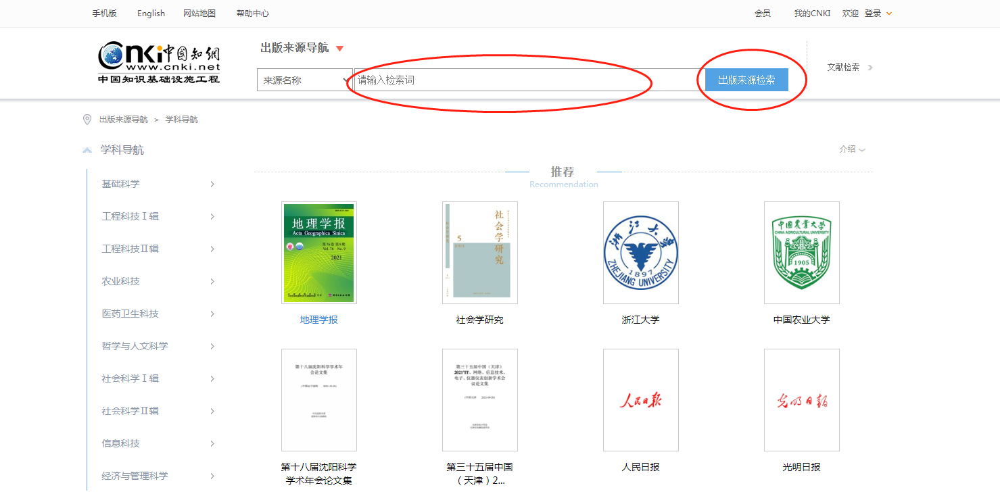 手机版 English 网站地图 帮助中心 会员 我的CNKI 欢迎 登录
Cnki中国知网
www.cnki.net
中国知识基础设施工程
出版来源导航
来源名称 请输入检索词 出版来源检索 文献检索
出版来源导航 > 学科导航
学科导航 介绍
基础科学
工程科技Ⅰ辑
工程科技Ⅱ辑
农业科技
医药卫生科技
哲学与人文科学
社会科学Ⅰ辑
社会科学Ⅱ辑
信息科技
经济与管理科学
推荐
Recommendation
地理学报
Acta Geographica Sinica
第76卷 第9期
Vol. 76 No. 9
2021
社会学研究
5
2021
浙江大学
1897
ZHEJIANG UNIVERSITY
中国农业大学
CHINA AGRICULTURAL UNIVERSITY
1905
地理学报 社会学研究 浙江大学 中国农业大学
第十八届沈阳科学学术年
会论文集
第三十五届中国（天津）
2021'IT、网络、信息技术、
电子、仪器仪表创新学术会
议论文集
人民日报
光明日报
第十八届沈阳科学
学术年会论文集
第三十五届中国
（天津）2...
人民日报
光明日报